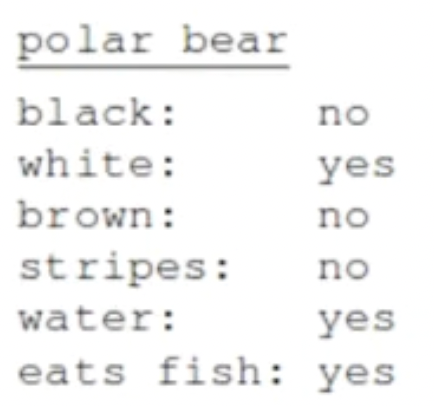 polar bear
black: no
white: yes
brown: no
stripes: no
water: yes
eats fish: yes